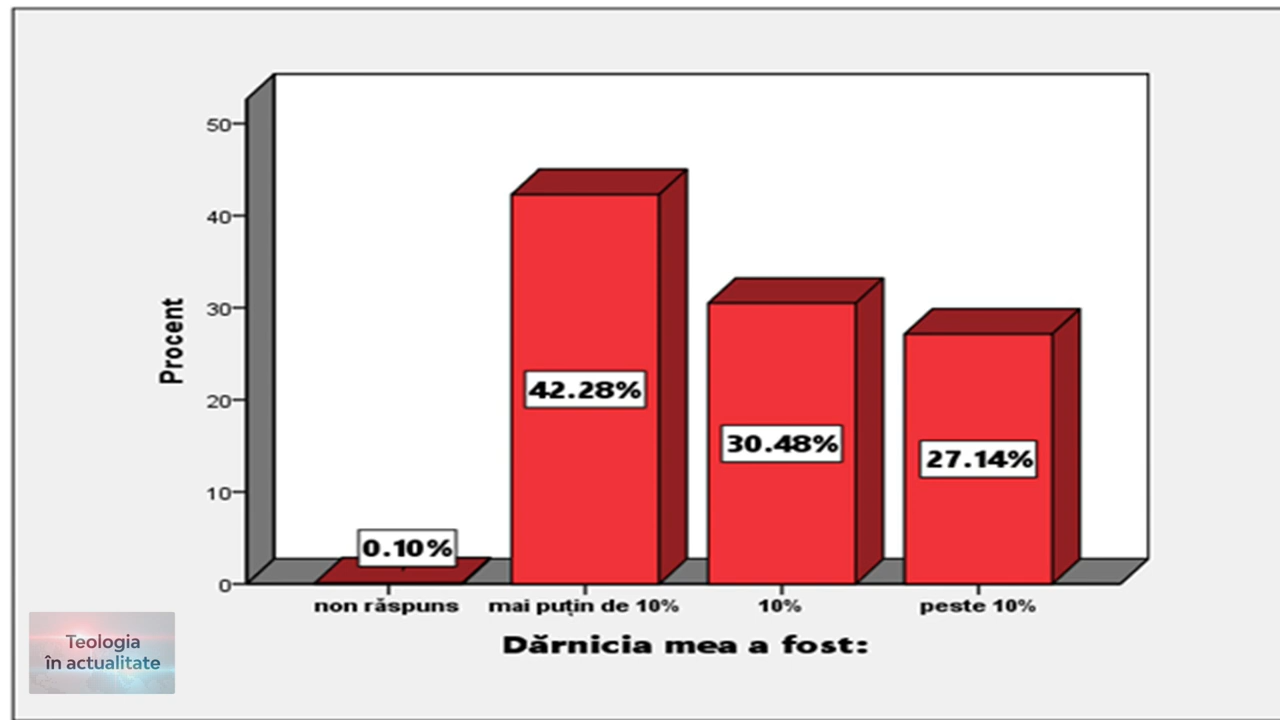 50
40
30
20
10
0
Procent
0.10%
42.28%
30.48%
27.14%
non răspuns
mai puțin de 10%
10%
peste 10%
Dărnicia mea a fost:
Teologia
în actualitate